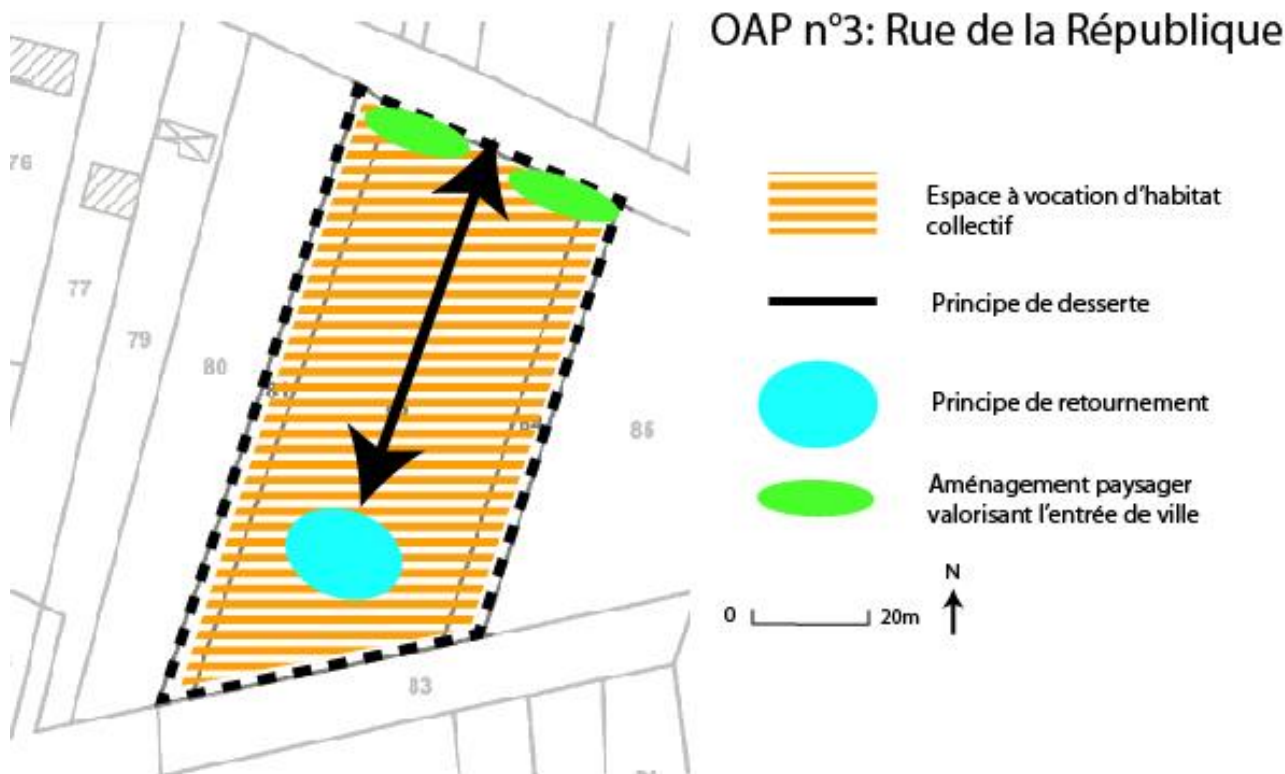 OAP n°3: Rue de la République
76
77
79
80
85
83
Espace à vocation d'habitat
collectif
Principe de desserte
Principe de retournement
Aménagement paysager
valorisant l'entrée de ville
N
0 20m